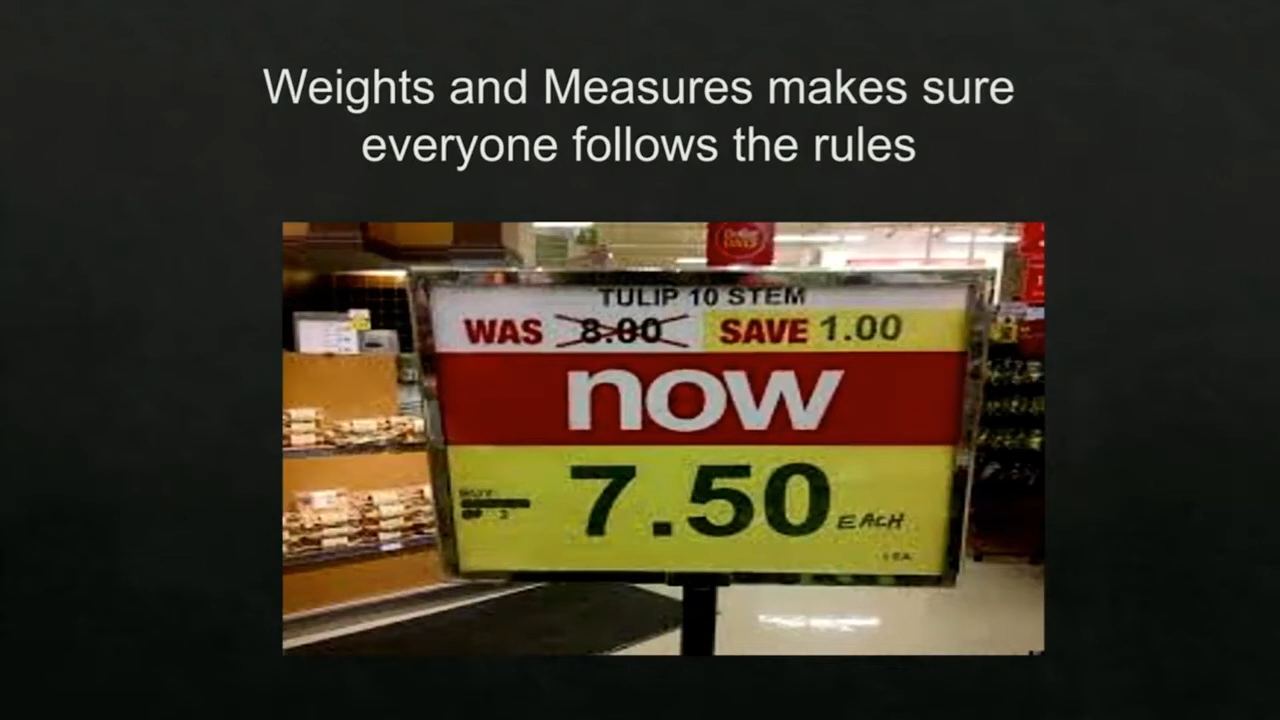 Weights and Measures makes sure
everyone follows the rules
TULIP 10 STEM
WAS 8.00 SAVE 1.00
now
7.50 EACH